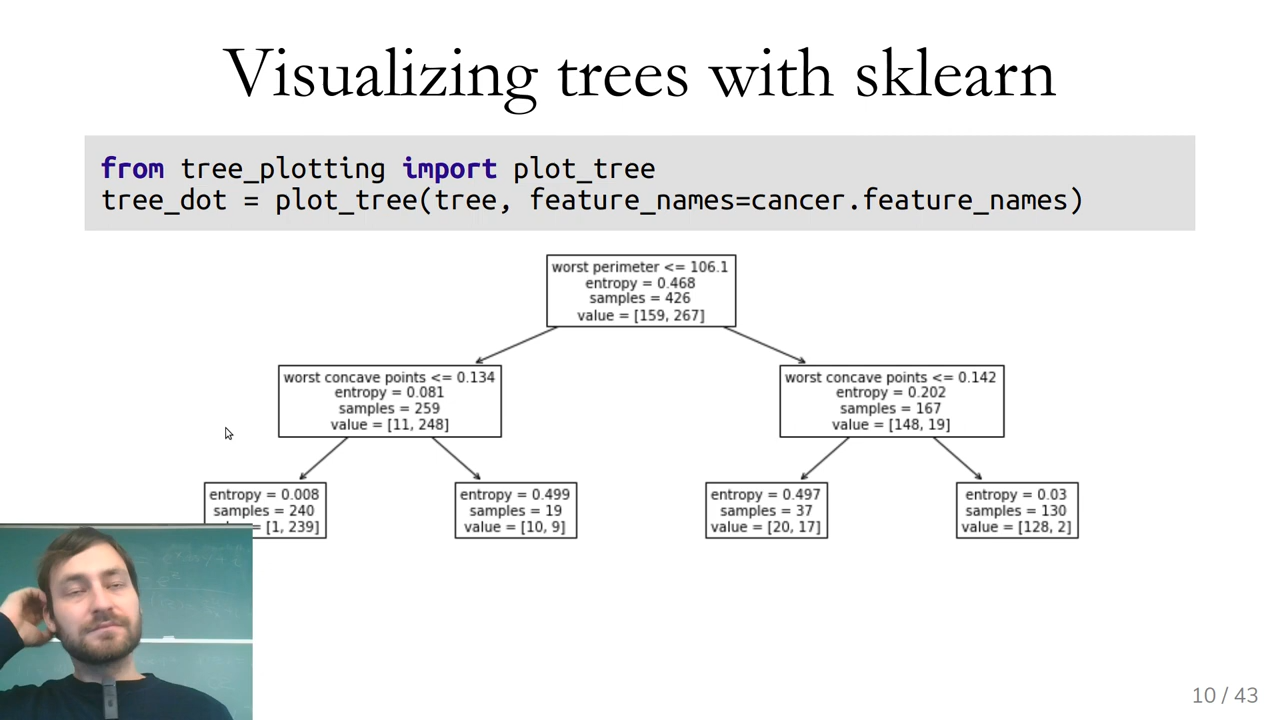 Visualizing trees with sklearn
from tree_plotting import plot_tree
tree_dot = plot_tree(tree, feature_names=cancer.feature_names)
worst perimeter <= 106.1
entropy = 0.468
samples = 426
value = [159, 267]
worst concave points <= 0.134
entropy = 0.081
samples = 259
value = [11, 248]
worst concave points <= 0.142
entropy = 0.202
samples = 167
value = [148, 19]
entropy = 0.008
samples = 240
= [1, 239]
entropy = 0.499
samples = 19
value = [10, 9]
entropy = 0.497
samples = 37
value = [20, 17]
entropy = 0.03
samples = 130
value = [128, 2]
10 / 43